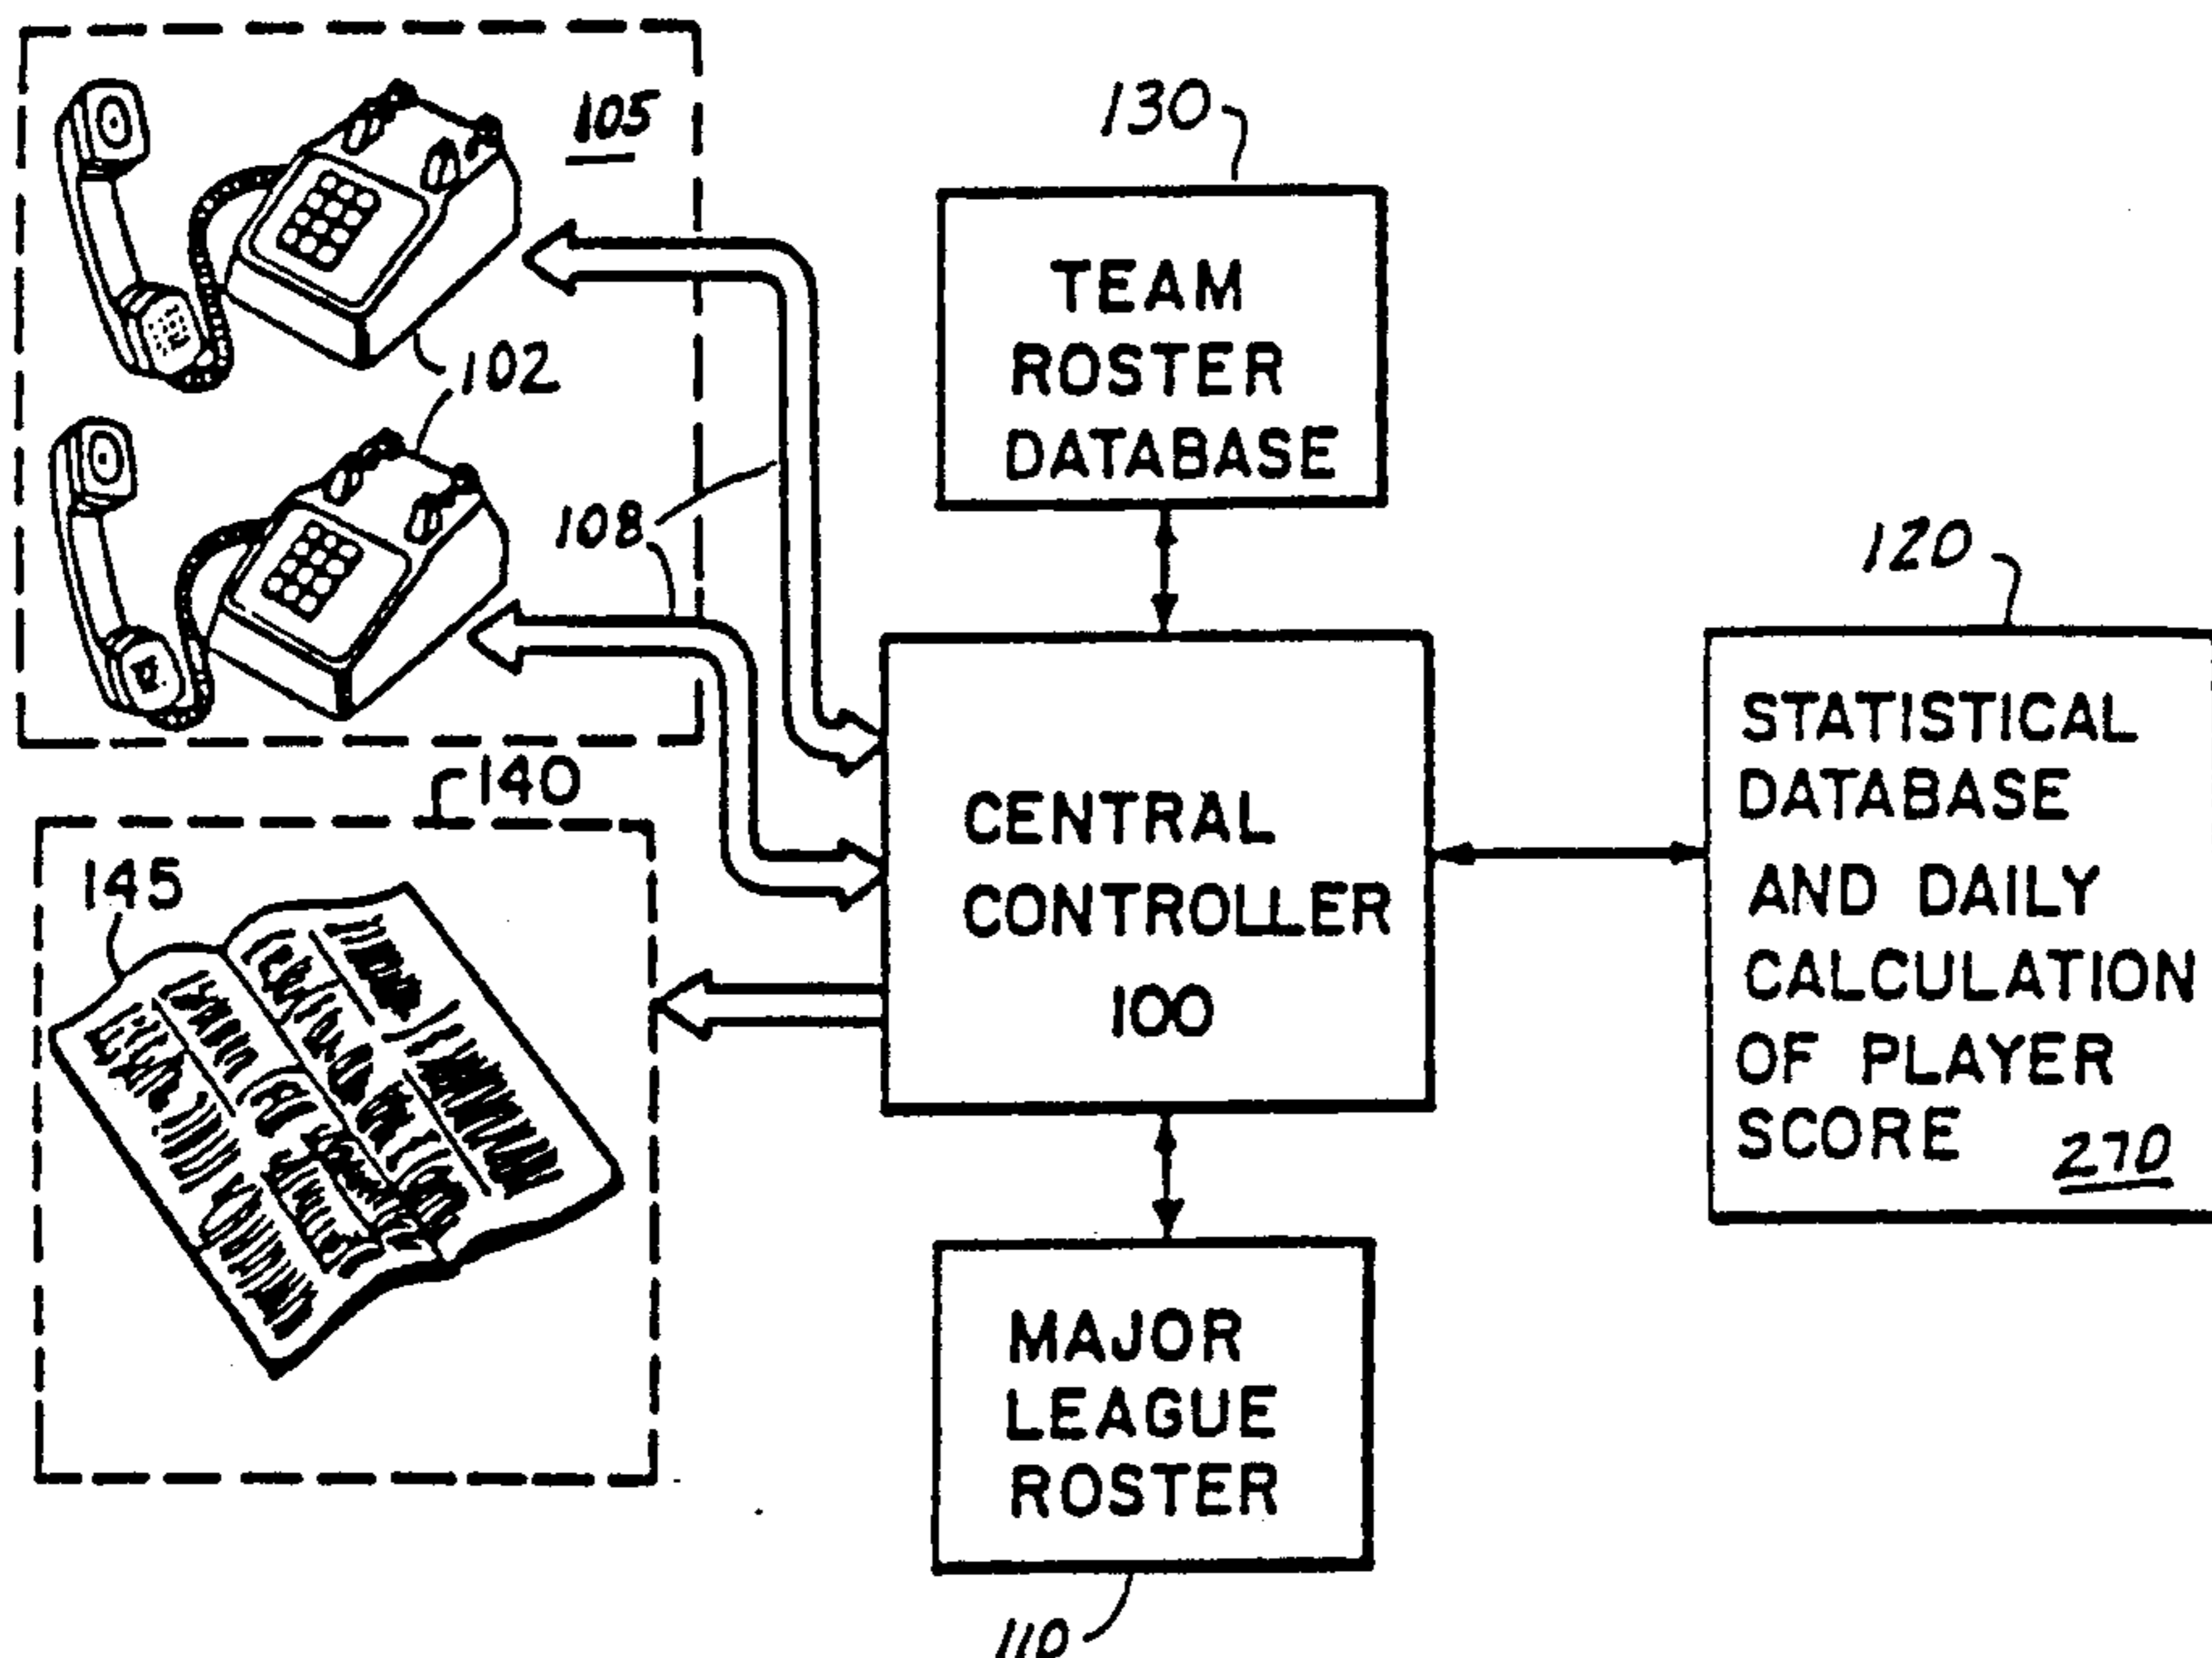 105
102
108
140
145
130
TEAM
ROSTER
DATABASE
CENTRAL
CONTROLLER
100
MAJOR
LEAGUE
ROSTER
110
120
STATISTICAL
DATABASE
AND DAILY
CALCULATION
OF PLAYER
SCORE
270